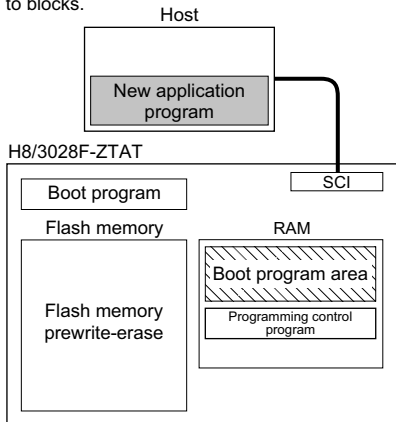 to blocks.
Host
New application
program
H8/3028F-ZTAT
SCI
Boot program
Flash memory
RAM
Boot program area
Flash memory
prewrite-erase
Programming control
program